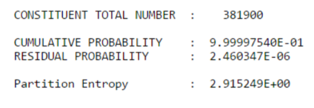 CONSTITUENT TOTAL NUMBER : 381900
CUMULATIVE PROBABILITY : 9.99997540E-01
RESIDUAL PROBABILITY : 2.460347E-06
Partition Entropy : 2.915249E+00